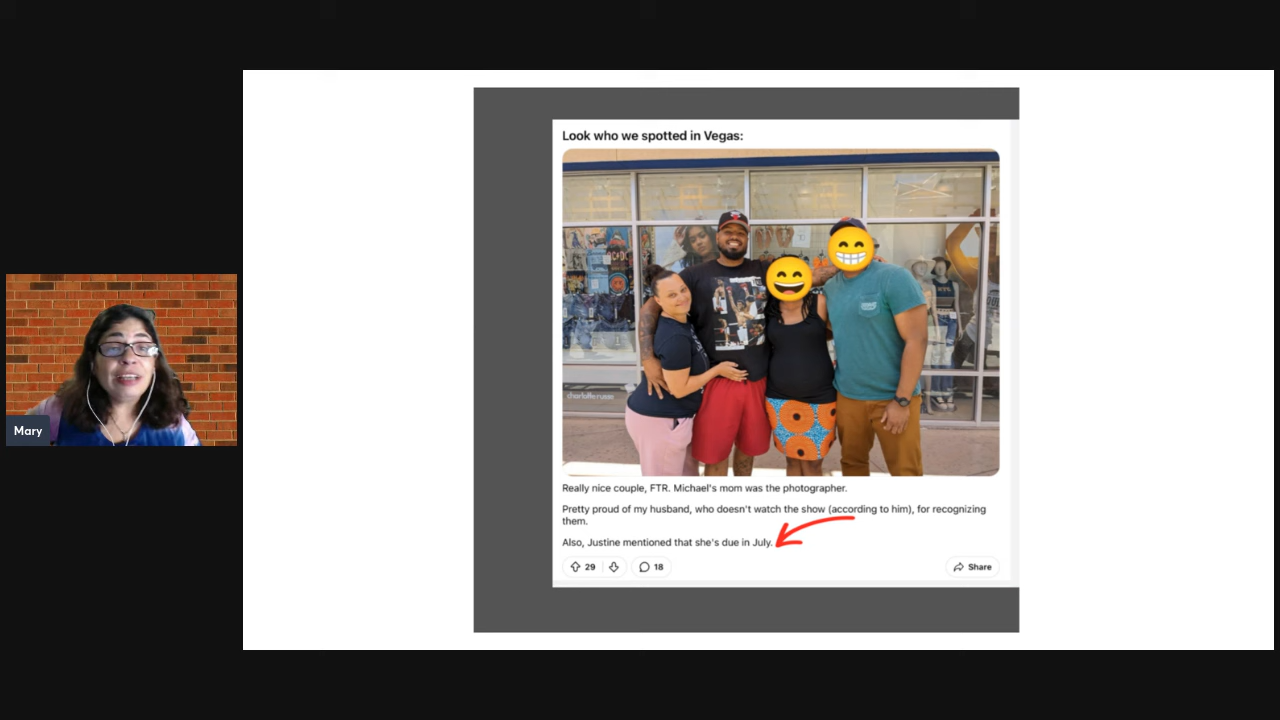 Look who we spotted in Vegas:
charlotte russe
Really nice couple, FTR. Michael's mom was the photographer.
Pretty proud of my husband, who doesn't watch the show (according to him), for recognizing
them.
Also, Justine mentioned that she's due in July.
29
18
Share
Mary